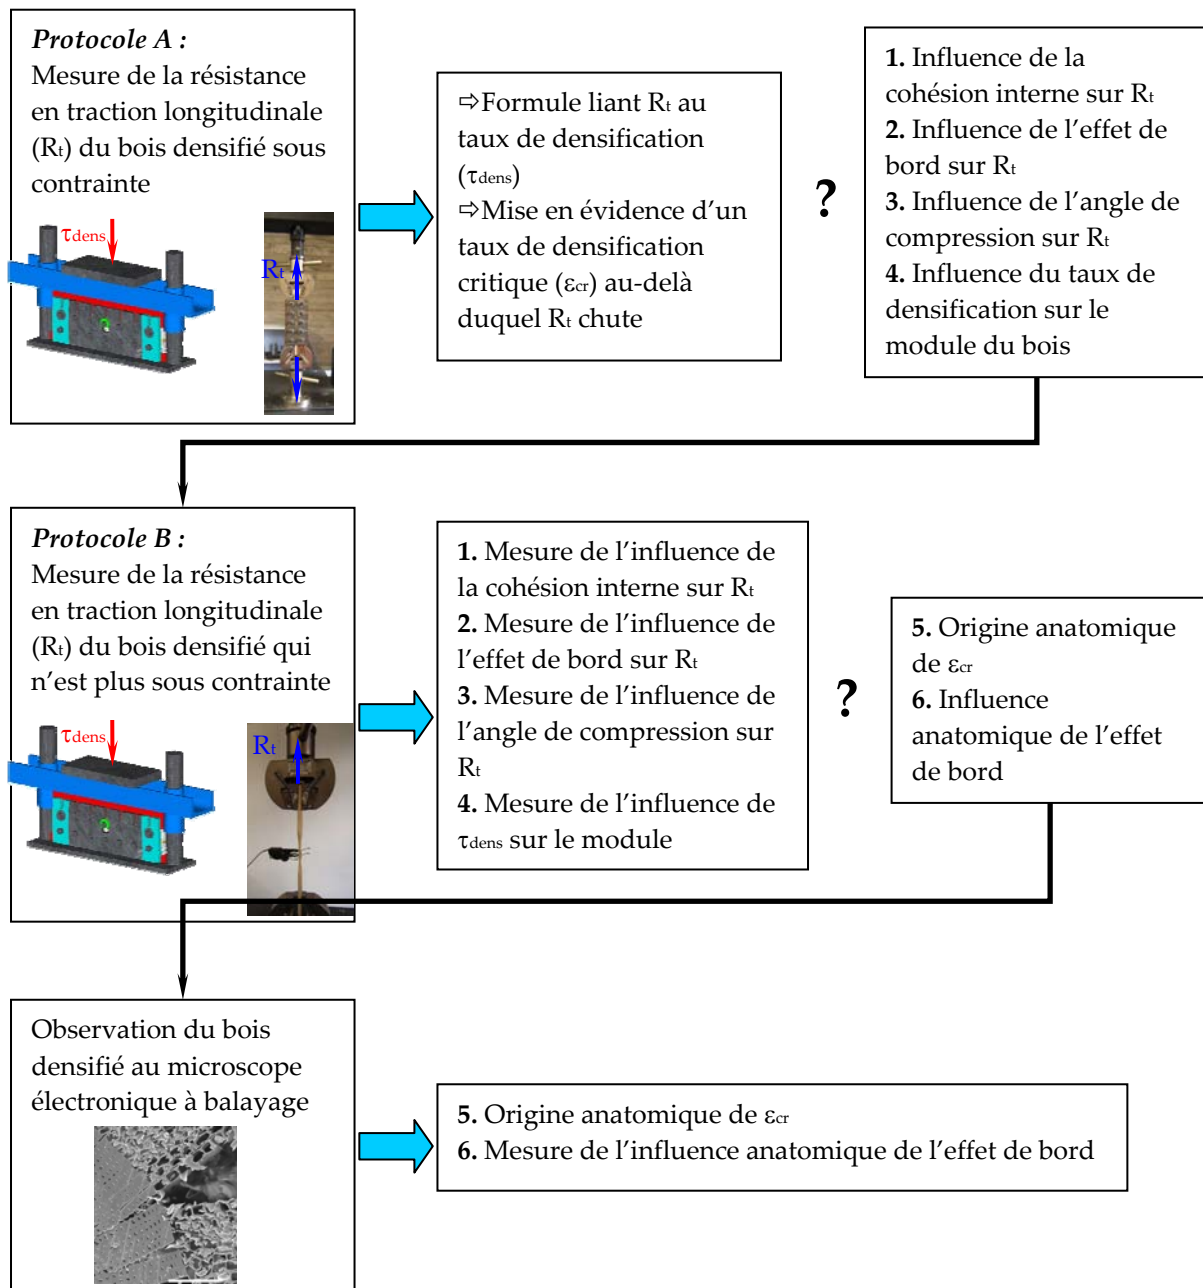 Protocole A :
Mesure de la résistance
en traction longitudinale
(Rt) du bois densifié sous
contrainte
τdens
Rt
⇨Formule liant Rt au
taux de densification
(τdens)
⇨Mise en évidence d'un
taux de densification
critique (εcr) au-delà
duquel Rt chute
?
1. Influence de la
cohésion interne sur Rt
2. Influence de l'effet de
bord sur Rt
3. Influence de l'angle de
compression sur Rt
4. Influence du taux de
densification sur le
module du bois
Protocole B :
Mesure de la résistance
en traction longitudinale
(Rt) du bois densifié qui
n'est plus sous contrainte
τdens
Rt
1. Mesure de l'influence de
la cohésion interne sur Rt
2. Mesure de l'influence de
l'effet de bord sur Rt
3. Mesure de l'influence de
l'angle de compression sur
Rt
4. Mesure de l'influence de
τdens sur le module
?
5. Origine anatomique
de εcr
6. Influence
anatomique de l'effet
de bord
Observation du bois
densifié au microscope
électronique à balayage
5. Origine anatomique de εcr
6. Mesure de l'influence anatomique de l'effet de bord